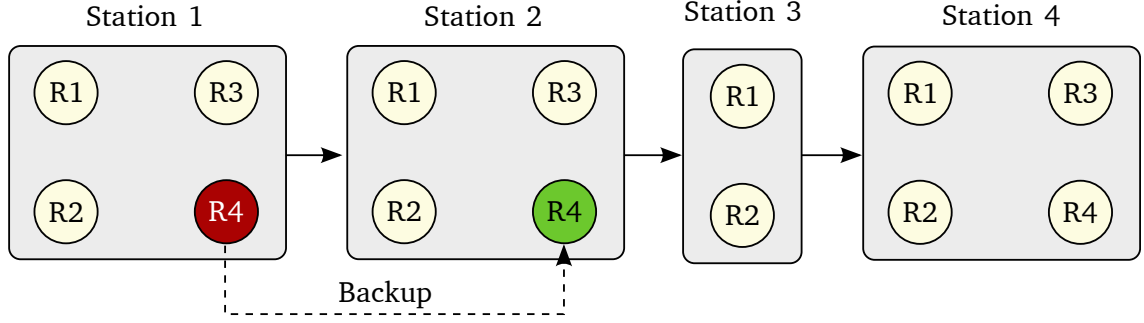 Station 1
R1
R3
R2
R4
Station 2
R1
R3
R2
R4
Station 3
R1
R2
Station 4
R1
R3
R2
R4
Backup